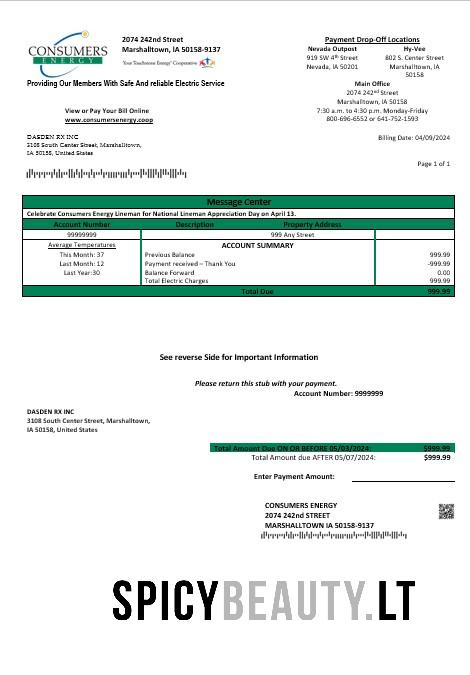 CONSUMERS
ENERGY
2074 242nd Street
Marshalltown, IA 50158-9137
Your Touchstone Energy® Cooperative
Providing Our Members With Safe And reliable Electric Service
Payment Drop-Off Locations
Nevada Outpost
919 SW 4th Street
Nevada, IA 50201
Hy-Vee
802 S. Center Street
Marshalltown, IA
50158
Main Office
2074 242nd Street
Marshalltown, IA 50158
7:30 a.m. to 4:30 p.m. Monday-Friday
800-696-6552 or 641-752-1593
View or Pay Your Bill Online
www.consumersenergy.coop
DASDEN RX INC
3108 South Center Street, Marshalltown,
IA 50158, United States
Billing Date: 04/09/2024
Page 1 of 1
Message Center
Celebrate Consumers Energy Lineman for National Lineman Appreciation Day on April 13.
Account Number Description Property Address
99999999 999 Any Street
Average Temperatures
This Month: 37
Last Month: 12
Last Year:30
ACCOUNT SUMMARY
Previous Balance 999.99
Payment received – Thank You -999.99
Balance Forward 0.00
Total Electric Charges 999.99
Total Due 999.99
See reverse Side for Important Information
Please return this stub with your payment.
Account Number: 9999999
DASDEN RX INC
3108 South Center Street, Marshalltown,
IA 50158, United States
Total Amount Due ON OR BEFORE 05/03/2024: $999.99
Total Amount due AFTER 05/07/2024: $999.99
Enter Payment Amount:
CONSUMERS ENERGY
2074 242nd STREET
MARSHALLTOWN IA 50158-9137
SPICYBEAUTY.LT